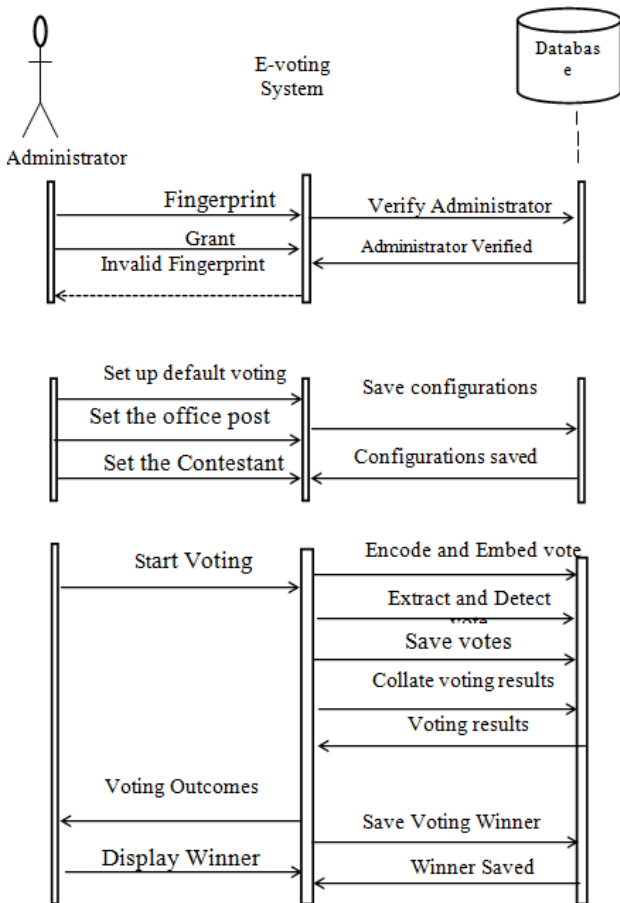 E-voting
System
Databas
e
Administrator
Fingerprint
Verify Administrator
Grant
Administrator Verified
Invalid Fingerprint
Set up default voting
Save configurations
Set the office post
Set the Contestant
Configurations saved
Start Voting
Encode and Embed vote
Extract and Detect
Save votes
Collate voting results
Voting results
Voting Outcomes
Save Voting Winner
Display Winner
Winner Saved